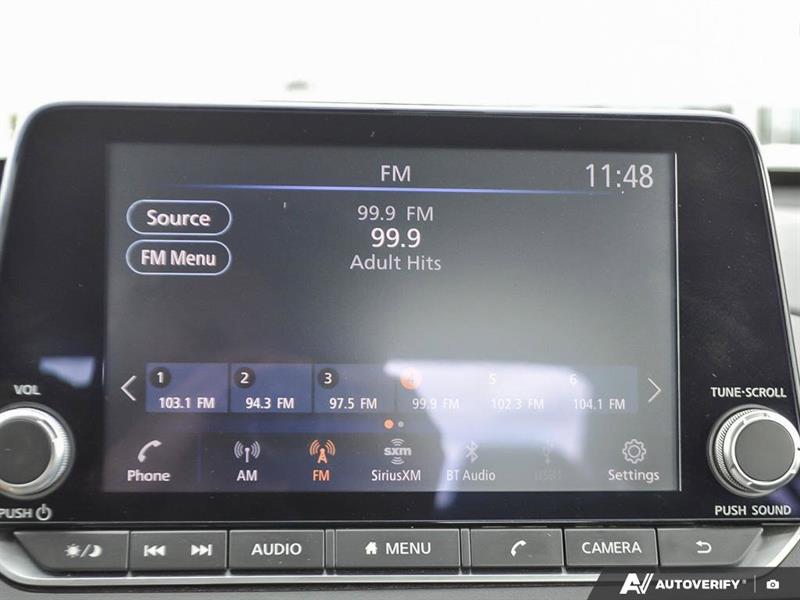 FM
11:48
Source
99.9 FM
99.9
FM Menu
Adult Hits
1
2
3
4
5
6
103.1 FM
94.3 FM
97.5 FM
99.9 FM
102.3 FM
104.1 FM
VOL
TUNE·SCROLL
sxm
Phone
AM
FM
SiriusXM
BT Audio
USB1
Settings
PUSH
PUSH SOUND
AUDIO
MENU
CAMERA
AUTOVERIFY